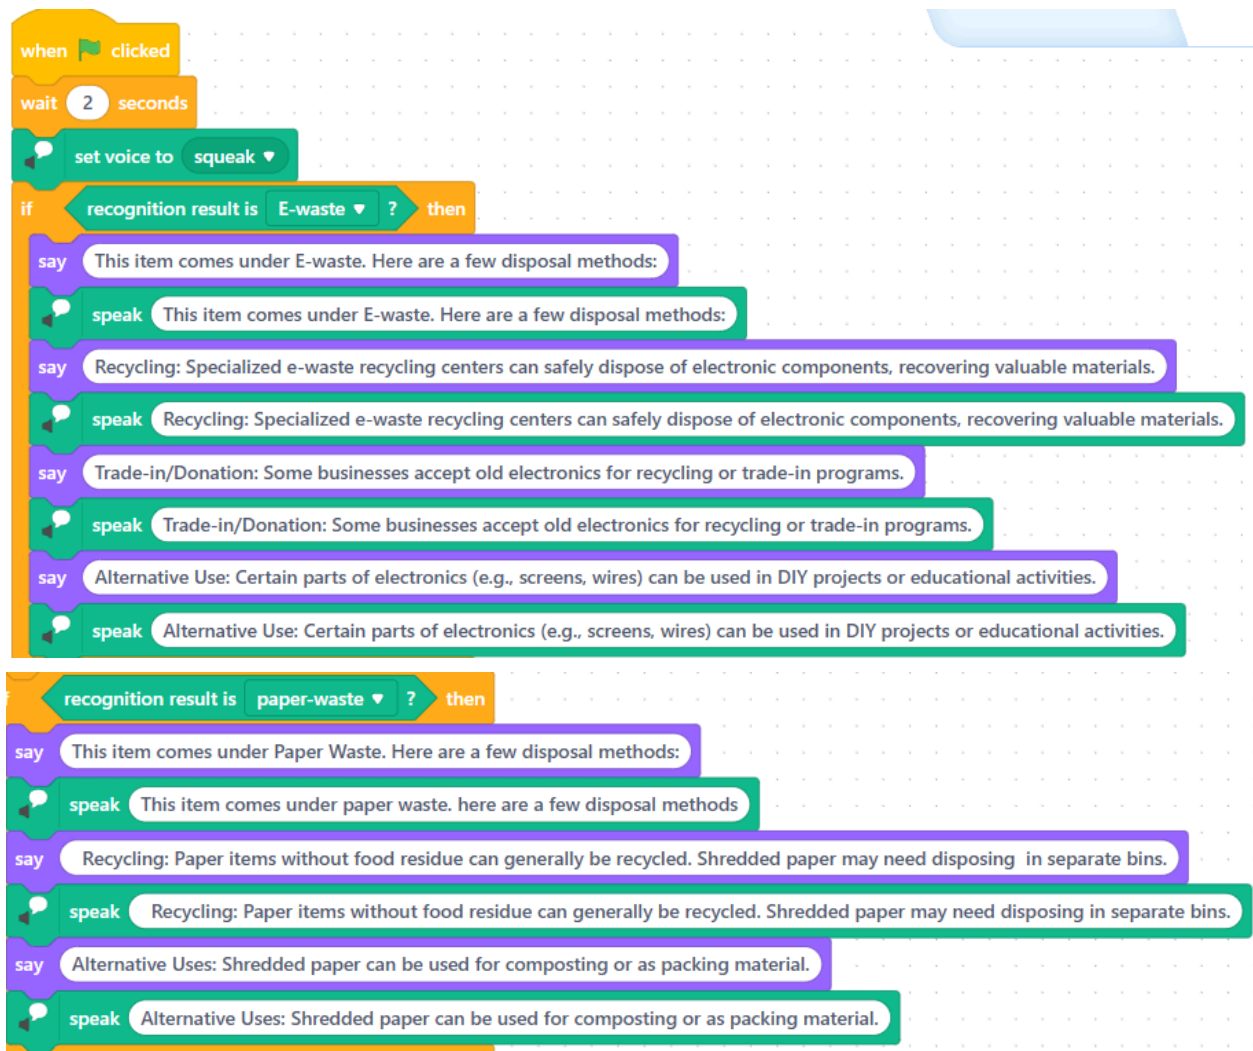 when clicked
wait 2 seconds
set voice to squeak
if recognition result is E-waste ? then
say This item comes under E-waste. Here are a few disposal methods:
speak This item comes under E-waste. Here are a few disposal methods:
say Recycling: Specialized e-waste recycling centers can safely dispose of electronic components, recovering valuable materials.
speak Recycling: Specialized e-waste recycling centers can safely dispose of electronic components, recovering valuable materials.
say Trade-in/Donation: Some businesses accept old electronics for recycling or trade-in programs.
speak Trade-in/Donation: Some businesses accept old electronics for recycling or trade-in programs.
say Alternative Use: Certain parts of electronics (e.g., screens, wires) can be used in DIY projects or educational activities.
speak Alternative Use: Certain parts of electronics (e.g., screens, wires) can be used in DIY projects or educational activities.
recognition result is paper-waste ? then
say This item comes under Paper Waste. Here are a few disposal methods:
speak This item comes under paper waste. here are a few disposal methods
say Recycling: Paper items without food residue can generally be recycled. Shredded paper may need disposing in separate bins.
speak Recycling: Paper items without food residue can generally be recycled. Shredded paper may need disposing in separate bins.
say Alternative Uses: Shredded paper can be used for composting or as packing material.
speak Alternative Uses: Shredded paper can be used for composting or as packing material.